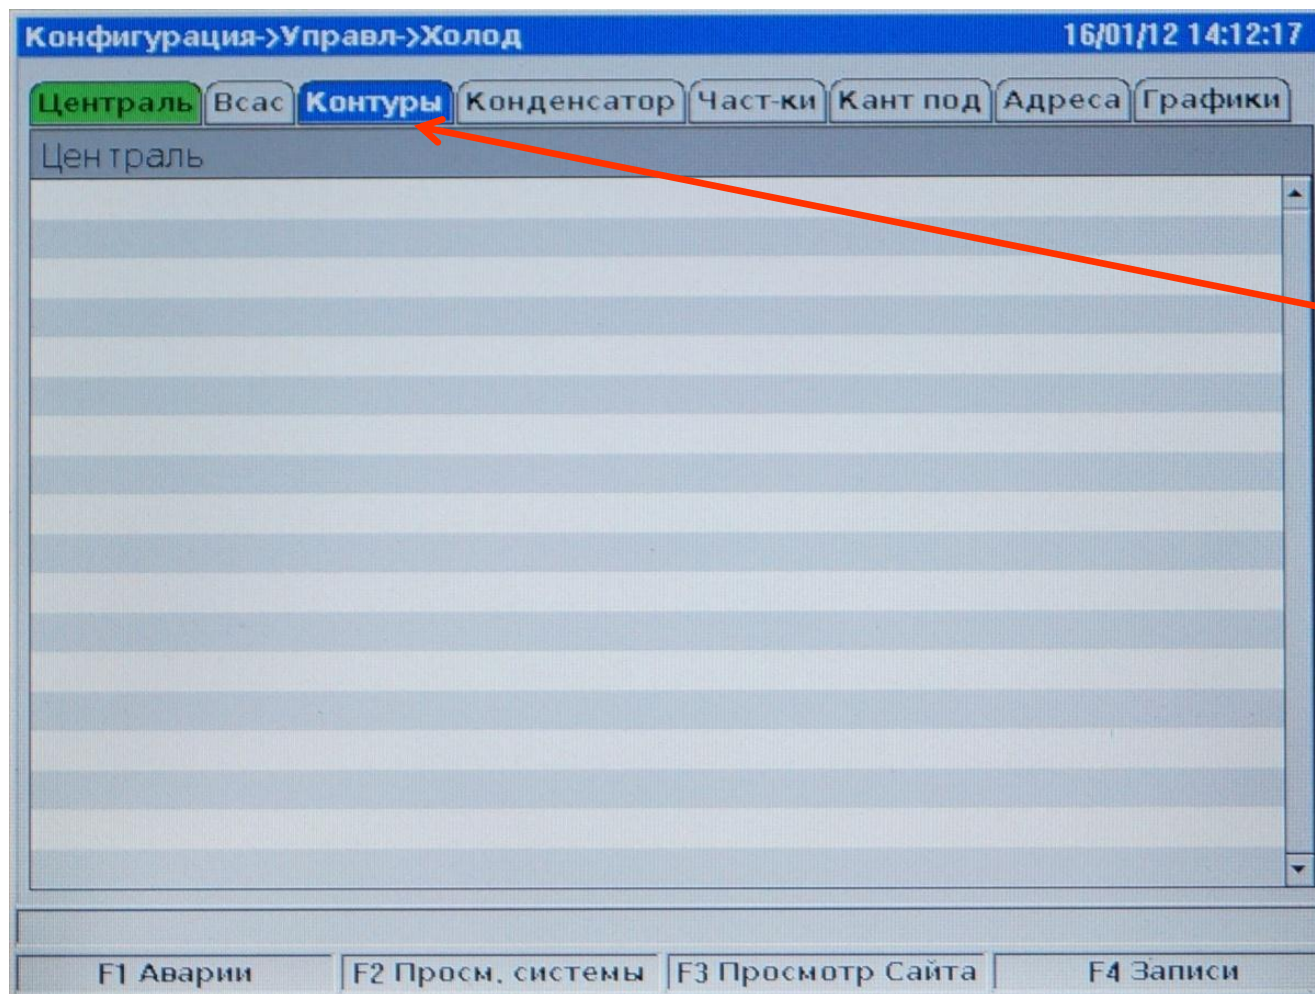 Конфигурация->Управл->Холод 16/01/12 14:12:17
Централь Всас Контуры Конденсатор Част-ки Кант под Адреса Графики
Централь
F1 Аварии F2 Просм. системы F3 Просмотр Сайта F4 Записи